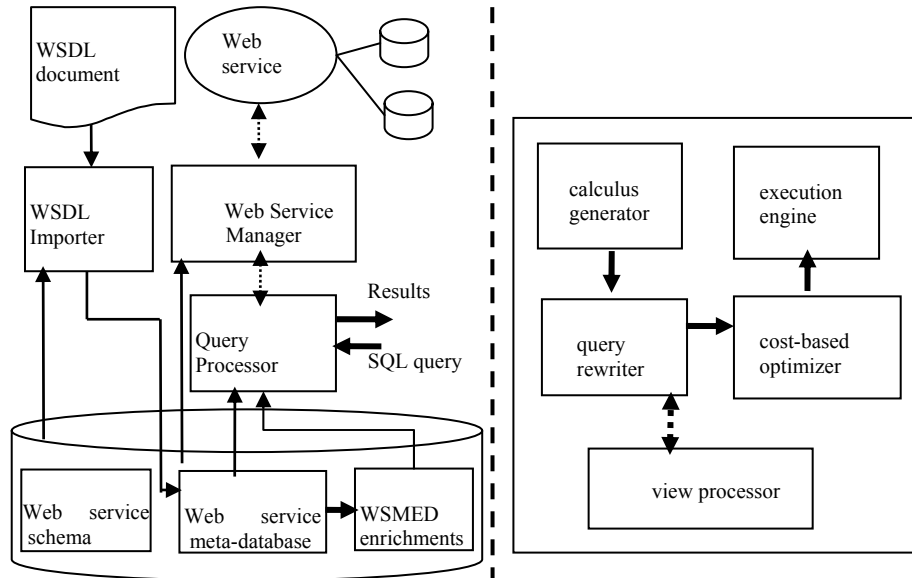 WSDL
document
Web
service
WSDL
Importer
Web Service
Manager
Results
Query
Processor
SQL query
Web service
schema
Web service
meta-database
WSMED
enrichments
calculus
generator
execution
engine
query
rewriter
cost-based
optimizer
view processor